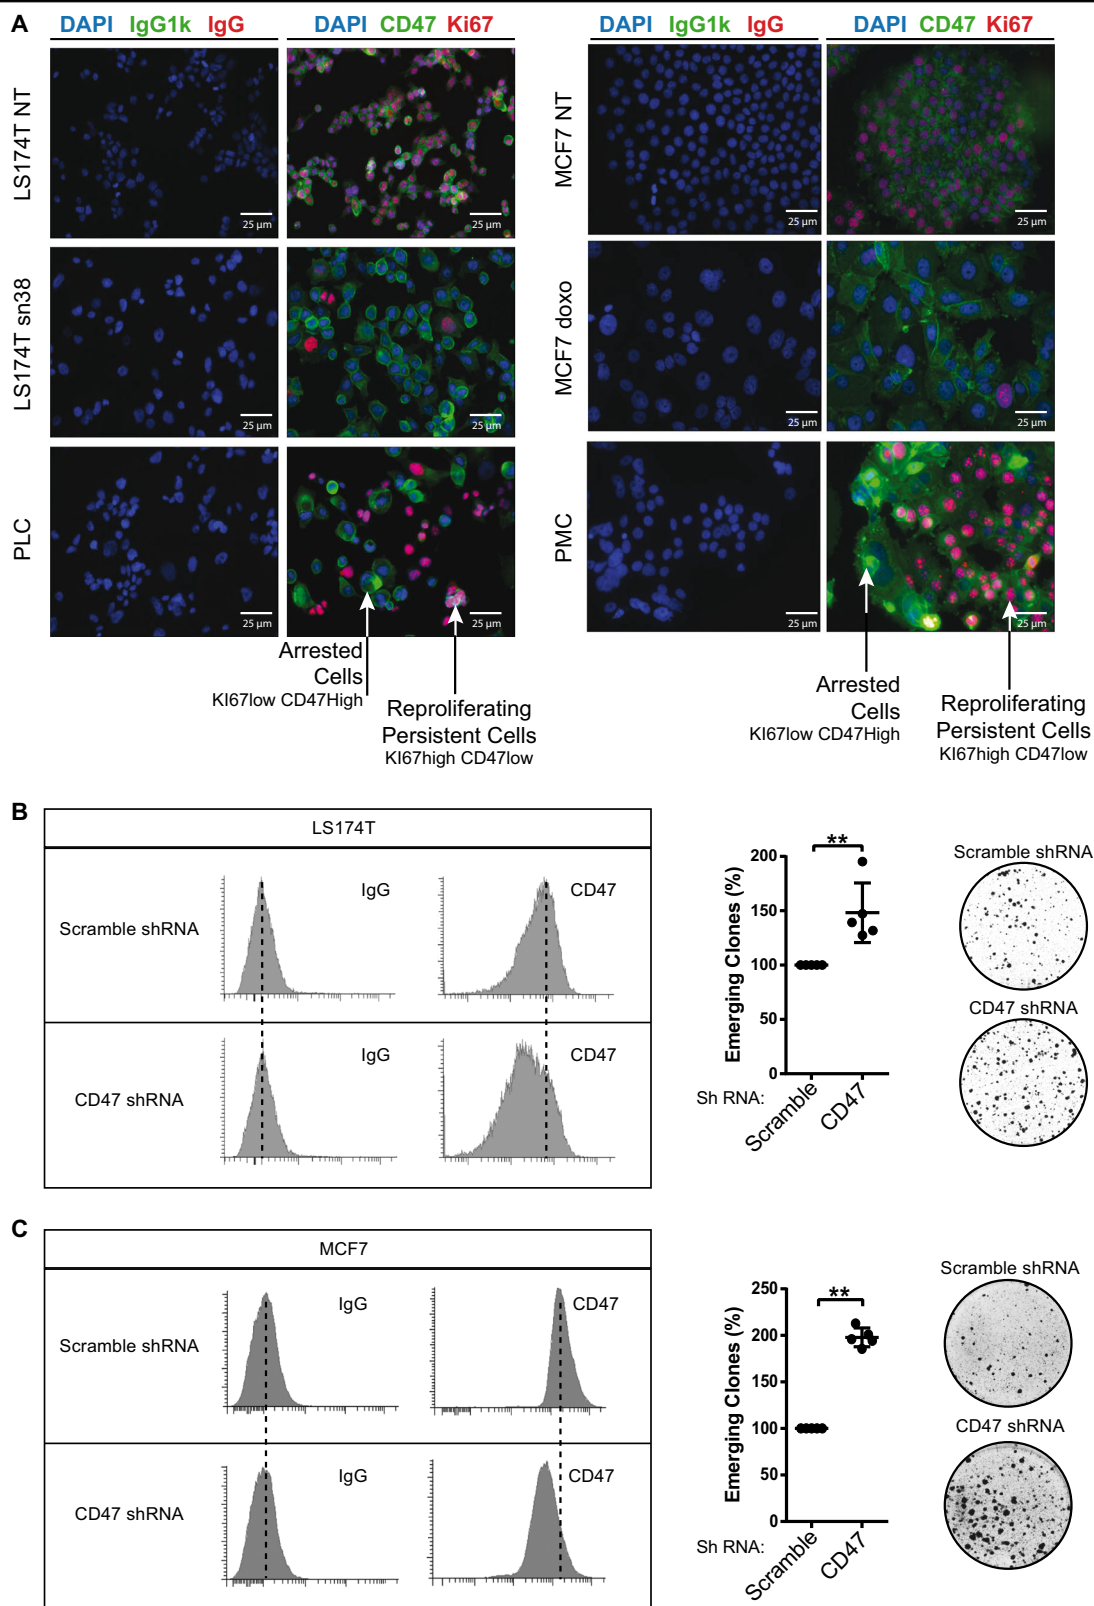 A
DAPI IgG1k IgG
DAPI CD47 Ki67
DAPI IgG1k IgG
DAPI CD47 Ki67
LS174T NT
25 µm
25 µm
MCF7 NT
25 µm
25 µm
LS174T sn38
25 µm
25 µm
MCF7 doxo
25 µm
25 µm
PLC
25 µm
25 µm
PMC
25 µm
25 µm
Arrested
Cells
KI67low CD47High
Reproliferating
Persistent Cells
KI67high CD47low
Arrested
Cells
KI67low CD47High
Reproliferating
Persistent Cells
KI67high CD47low
B
LS174T
Scramble shRNA
IgG
CD47
CD47 shRNA
IgG
CD47
Emerging Clones (%)
200
150
100
50
0
**
Sh RNA:
Scramble
CD47
Scramble shRNA
CD47 shRNA
C
MCF7
Scramble shRNA
IgG
CD47
CD47 shRNA
IgG
CD47
Emerging Clones (%)
250
200
150
100
50
0
**
Sh RNA:
Scramble
CD47
Scramble shRNA
CD47 shRNA